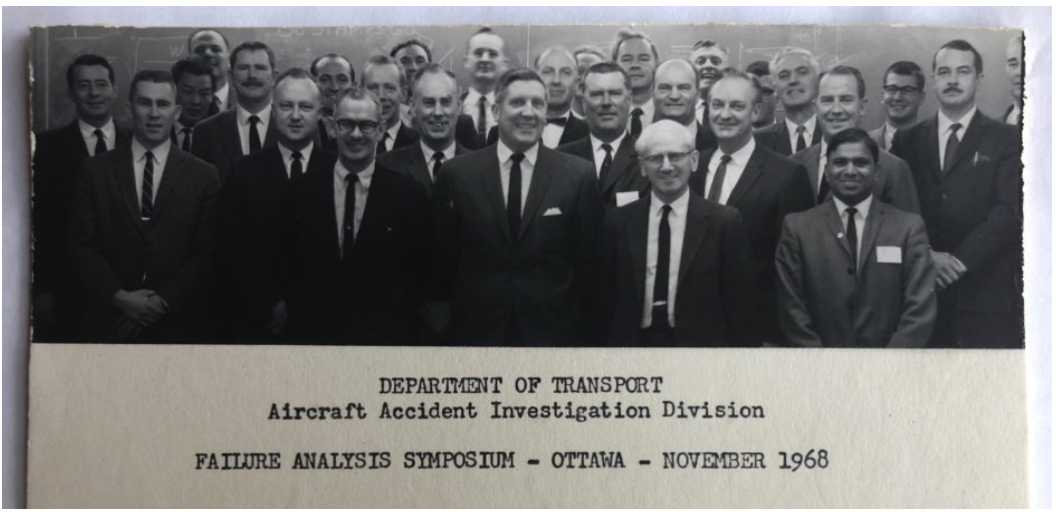 DEPARTMENT OF TRANSPORT
Aircraft Accident Investigation Division
FAILURE ANALYSIS SYMPOSIUM - OTTAWA - NOVEMBER 1968